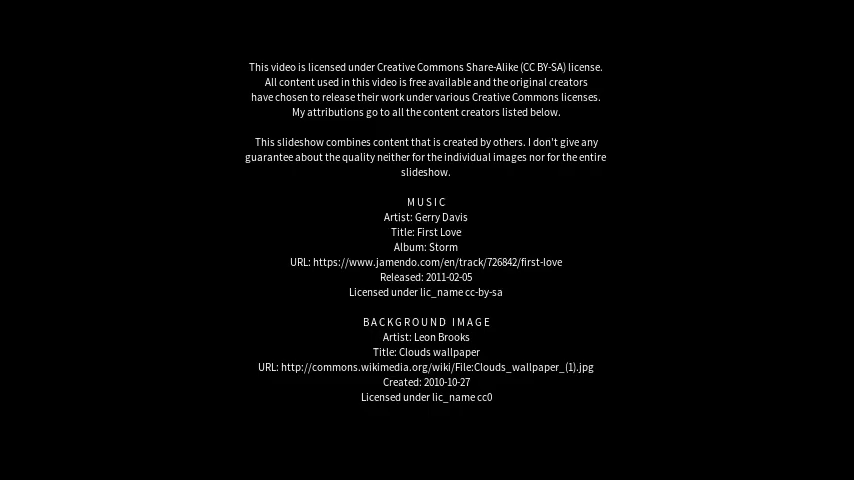 This video is licensed under Creative Commons Share-Alike (CC BY-SA) license.
All content used in this video is free available and the original creators
have chosen to release their work under various Creative Commons licenses.
My attributions go to all the content creators listed below.
This slideshow combines content that is created by others. I don't give any
guarantee about the quality neither for the individual images nor for the entire
slideshow.
MUSIC
Artist: Gerry Davis
Title: First Love
Album: Storm
URL: https://www.jamendo.com/en/track/726842/first-love
Released: 2011-02-05
Licensed under lic_name cc-by-sa
BACKGROUND IMAGE
Artist: Leon Brooks
Title: Clouds wallpaper
URL: http://commons.wikimedia.org/wiki/File:Clouds_wallpaper_(1).jpg
Created: 2010-10-27
Licensed under lic_name cc0